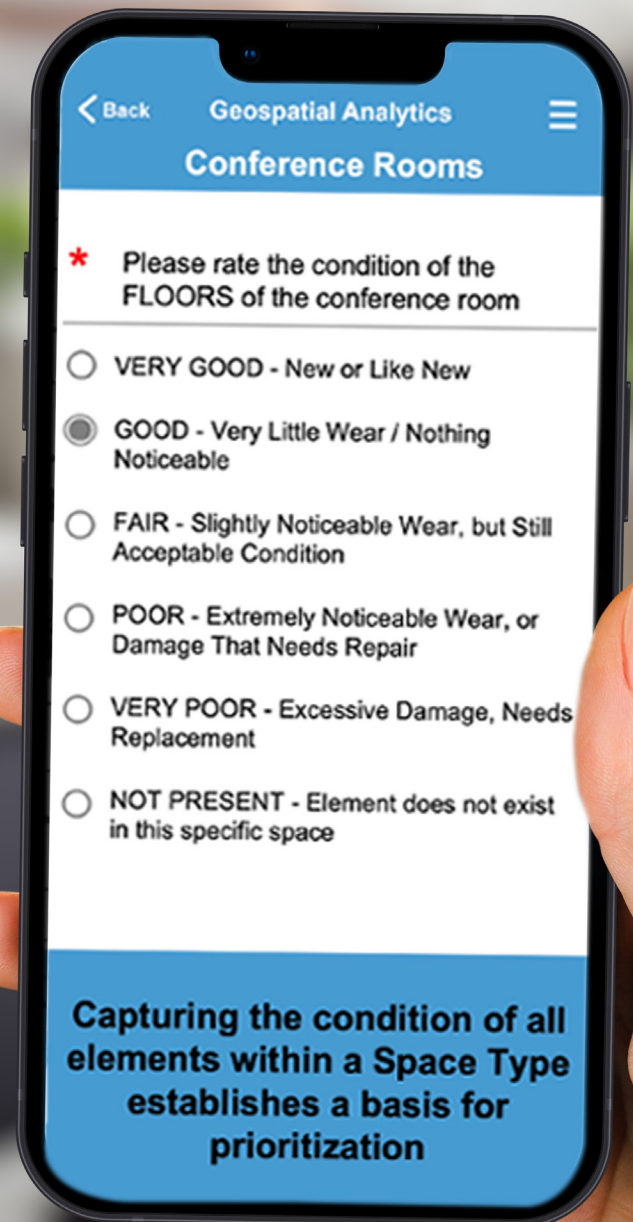 Back
Geospatial Analytics
Conference Rooms
* Please rate the condition of the
FLOORS of the conference room
VERY GOOD - New or Like New
GOOD - Very Little Wear / Nothing
Noticeable
FAIR - Slightly Noticeable Wear, but Still
Acceptable Condition
POOR - Extremely Noticeable Wear, or
Damage That Needs Repair
VERY POOR - Excessive Damage, Needs
Replacement
NOT PRESENT - Element does not exist
in this specific space
Capturing the condition of all
elements within a Space Type
establishes a basis for
prioritization